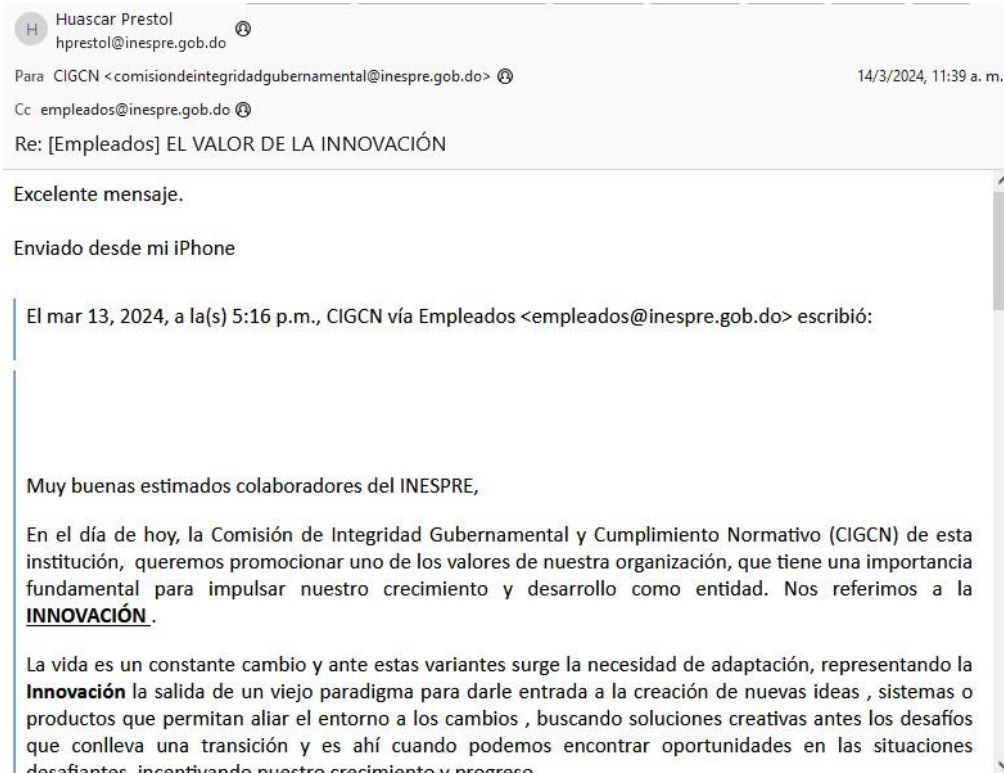 H
Huascar Prestol
hprestol@inespre.gob.do
Para CIGCN <comisiondeintegridadgubernamental@inespre.gob.do>
14/3/2024, 11:39 a. m.
Cc empleados@inespre.gob.do
Re: [Empleados] EL VALOR DE LA INNOVACIÓN
Excelente mensaje.
Enviado desde mi iPhone
El mar 13, 2024, a la(s) 5:16 p.m., CIGCN vía Empleados <empleados@inespre.gob.do> escribió:
Muy buenas estimados colaboradores del INESPRE,
En el día de hoy, la Comisión de Integridad Gubernamental y Cumplimiento Normativo (CIGCN) de esta
institución, queremos promocionar uno de los valores de nuestra organización, que tiene una importancia
fundamental para impulsar nuestro crecimiento y desarrollo como entidad. Nos referimos a la
INNOVACIÓN .
La vida es un constante cambio y ante estas variantes surge la necesidad de adaptación, representando la
Innovación la salida de un viejo paradigma para darle entrada a la creación de nuevas ideas , sistemas o
productos que permitan aliar el entorno a los cambios , buscando soluciones creativas antes los desafíos
que conlleva una transición y es ahí cuando podemos encontrar oportunidades en las situaciones
desafiantes, incentivando nuestro crecimiento y progreso.